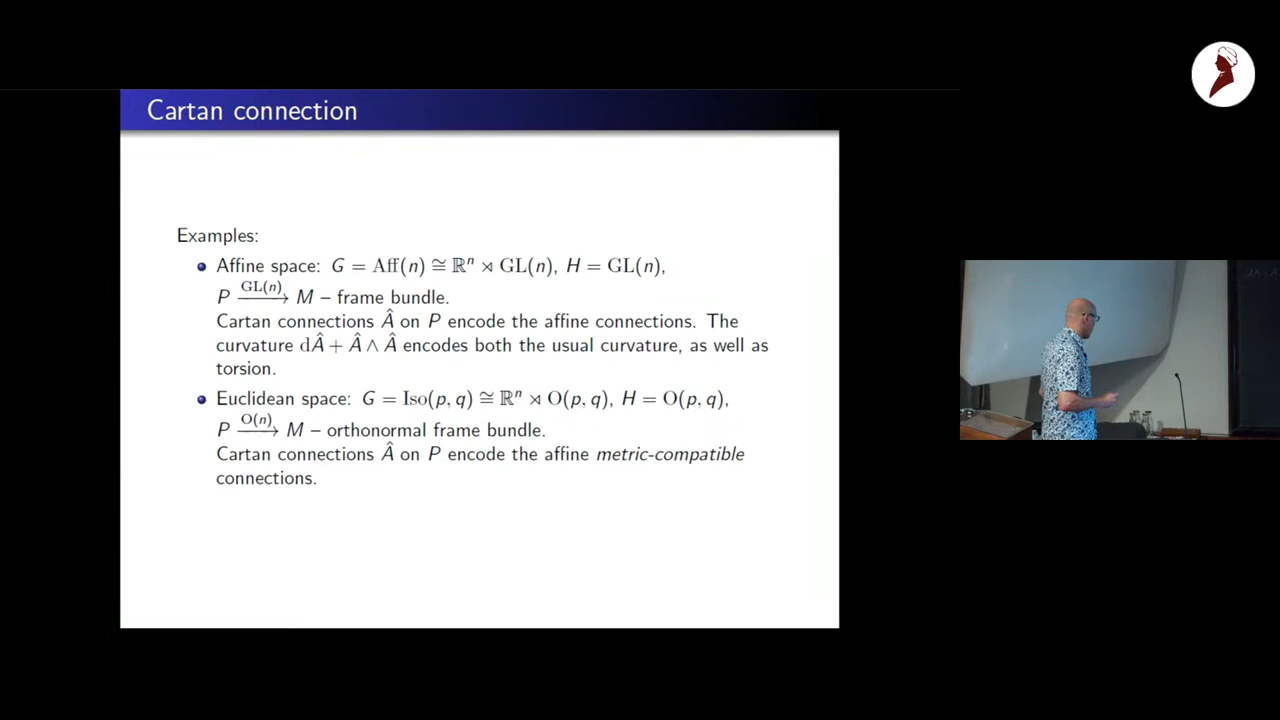 Cartan connection
Examples:
Affine space: G = Aff(n) ≅ ℝⁿ ⋊ GL(n), H = GL(n),
P \xrightarrow{GL(n)} M – frame bundle.
Cartan connections Â on P encode the affine connections. The
curvature dÂ + Â ∧ Â encodes both the usual curvature, as well as
torsion.
Euclidean space: G = Iso(p, q) ≅ ℝⁿ ⋊ O(p, q), H = O(p, q),
P \xrightarrow{O(n)} M – orthonormal frame bundle.
Cartan connections Â on P encode the affine metric-compatible
connections.